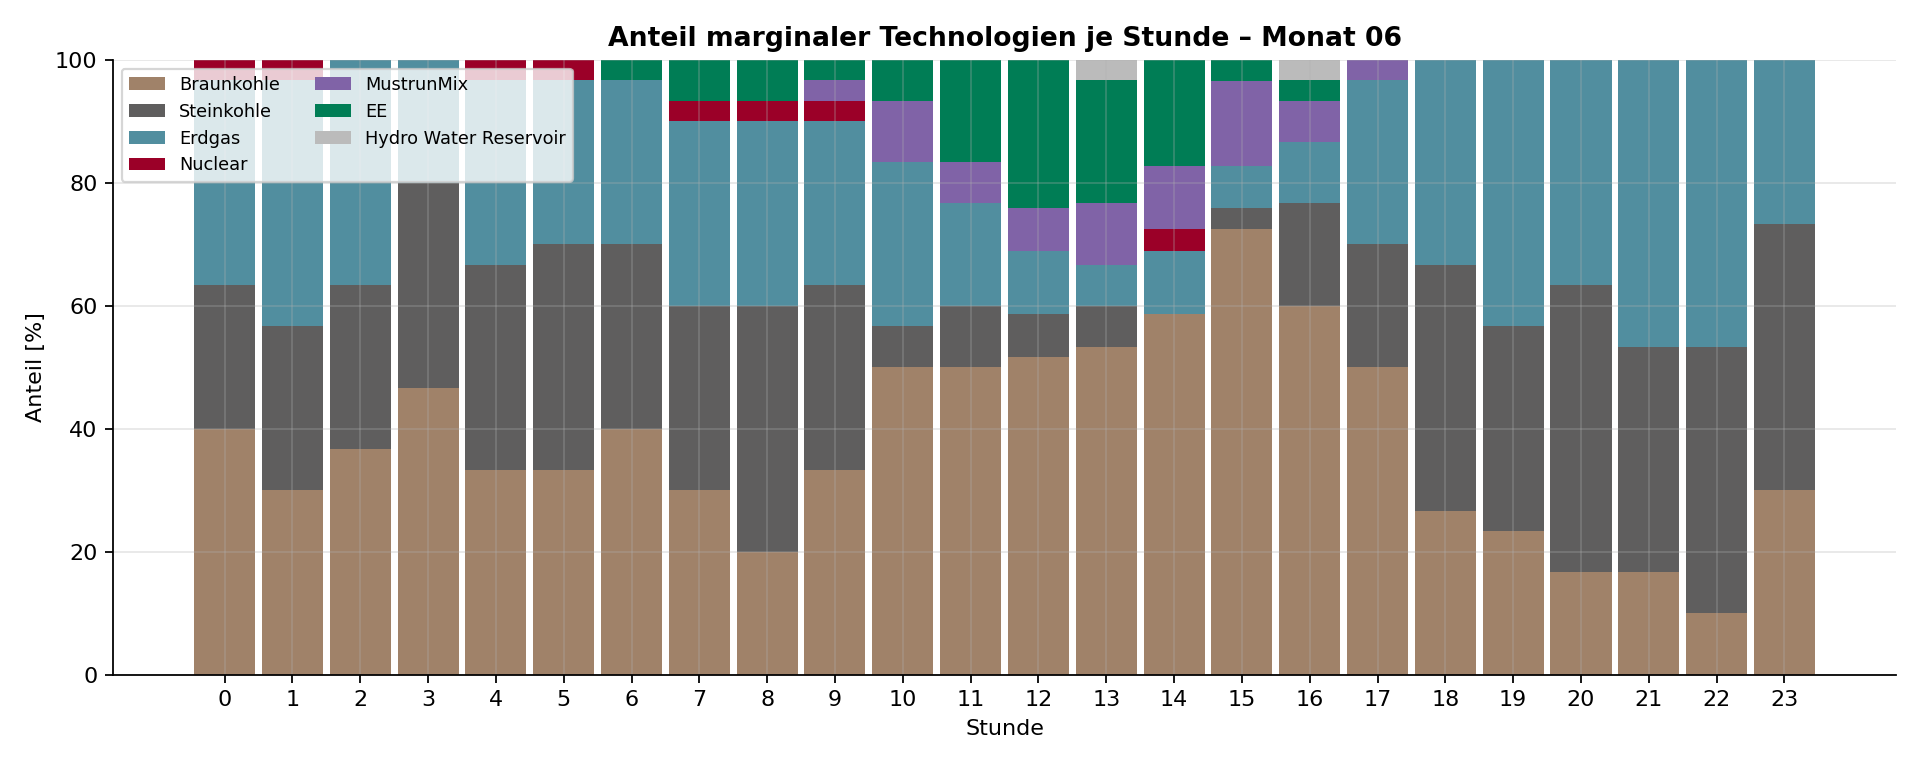 Anteil marginaler Technologien je Stunde – Monat 06
Braunkohle
Steinkohle
Erdgas
Nuclear
MustrunMix
EE
Hydro Water Reservoir
Anteil [%]
100
80
60
40
20
0
0 1 2 3 4 5 6 7 8 9 10 11 12 13 14 15 16 17 18 19 20 21 22 23
Stunde